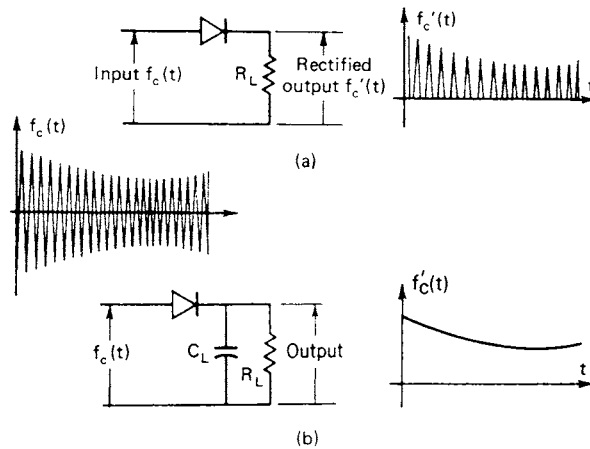 f_c'(t)
Input f_c(t)
R_L
Rectified
output f_c'(t)
t
(a)
f_c(t)
f_c'(t)
f_c(t)
C_L
R_L
Output
t
(b)